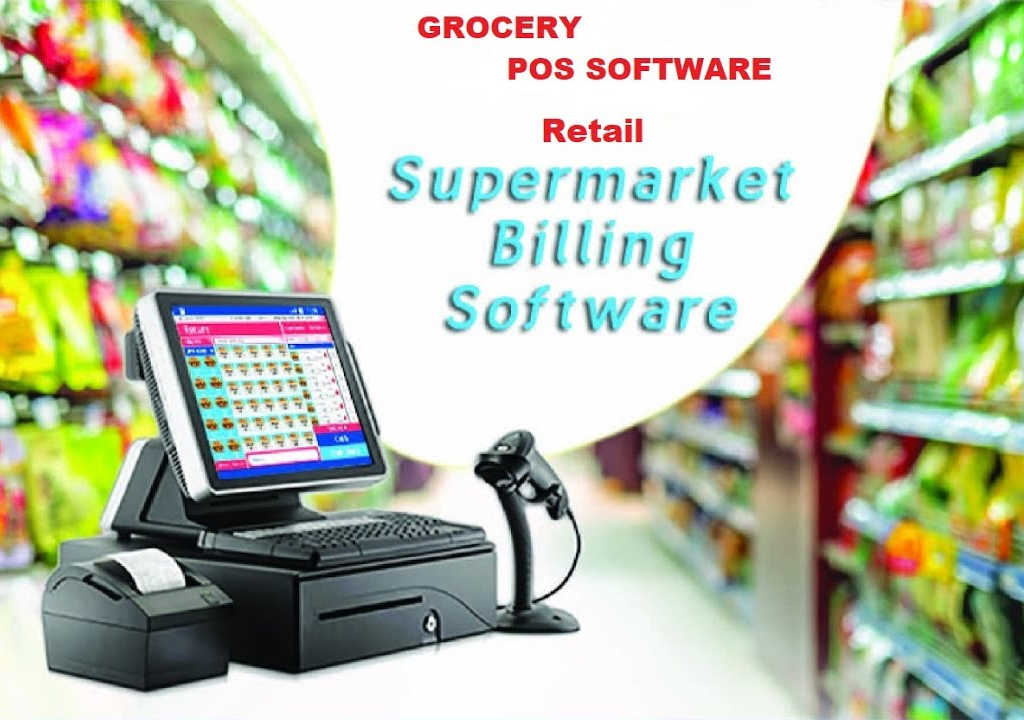 GROCERY
POS SOFTWARE
Retail
Supermarket
Billing
Software